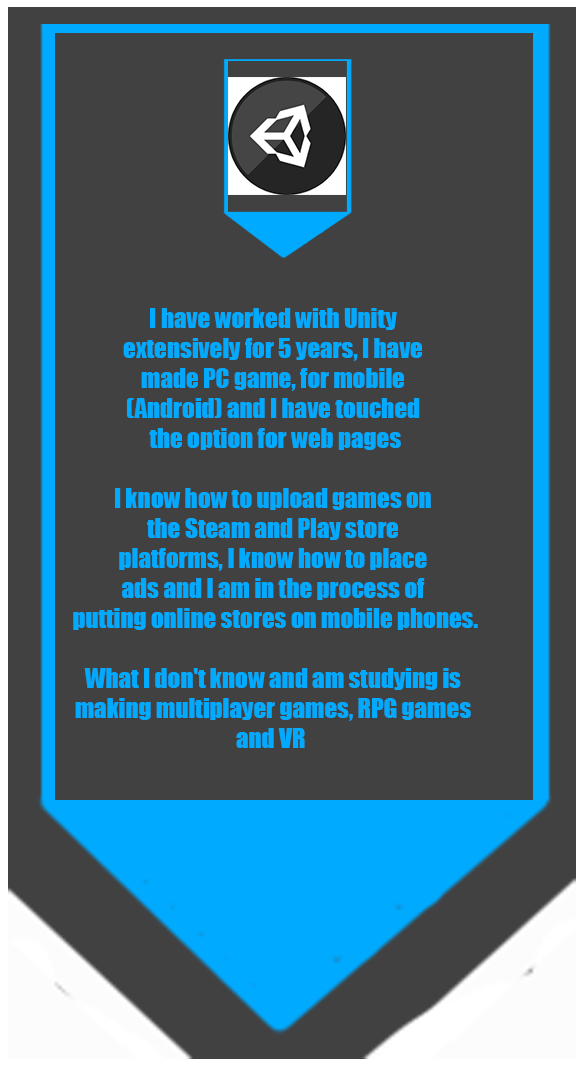 I have worked with Unity
extensively for 5 years, I have
made PC game, for mobile
(Android) and I have touched
the option for web pages
I know how to upload games on
the Steam and Play store
platforms, I know how to place
ads and I am in the process of
putting online stores on mobile phones.
What I don't know and am studying is
making multiplayer games, RPG games
and VR